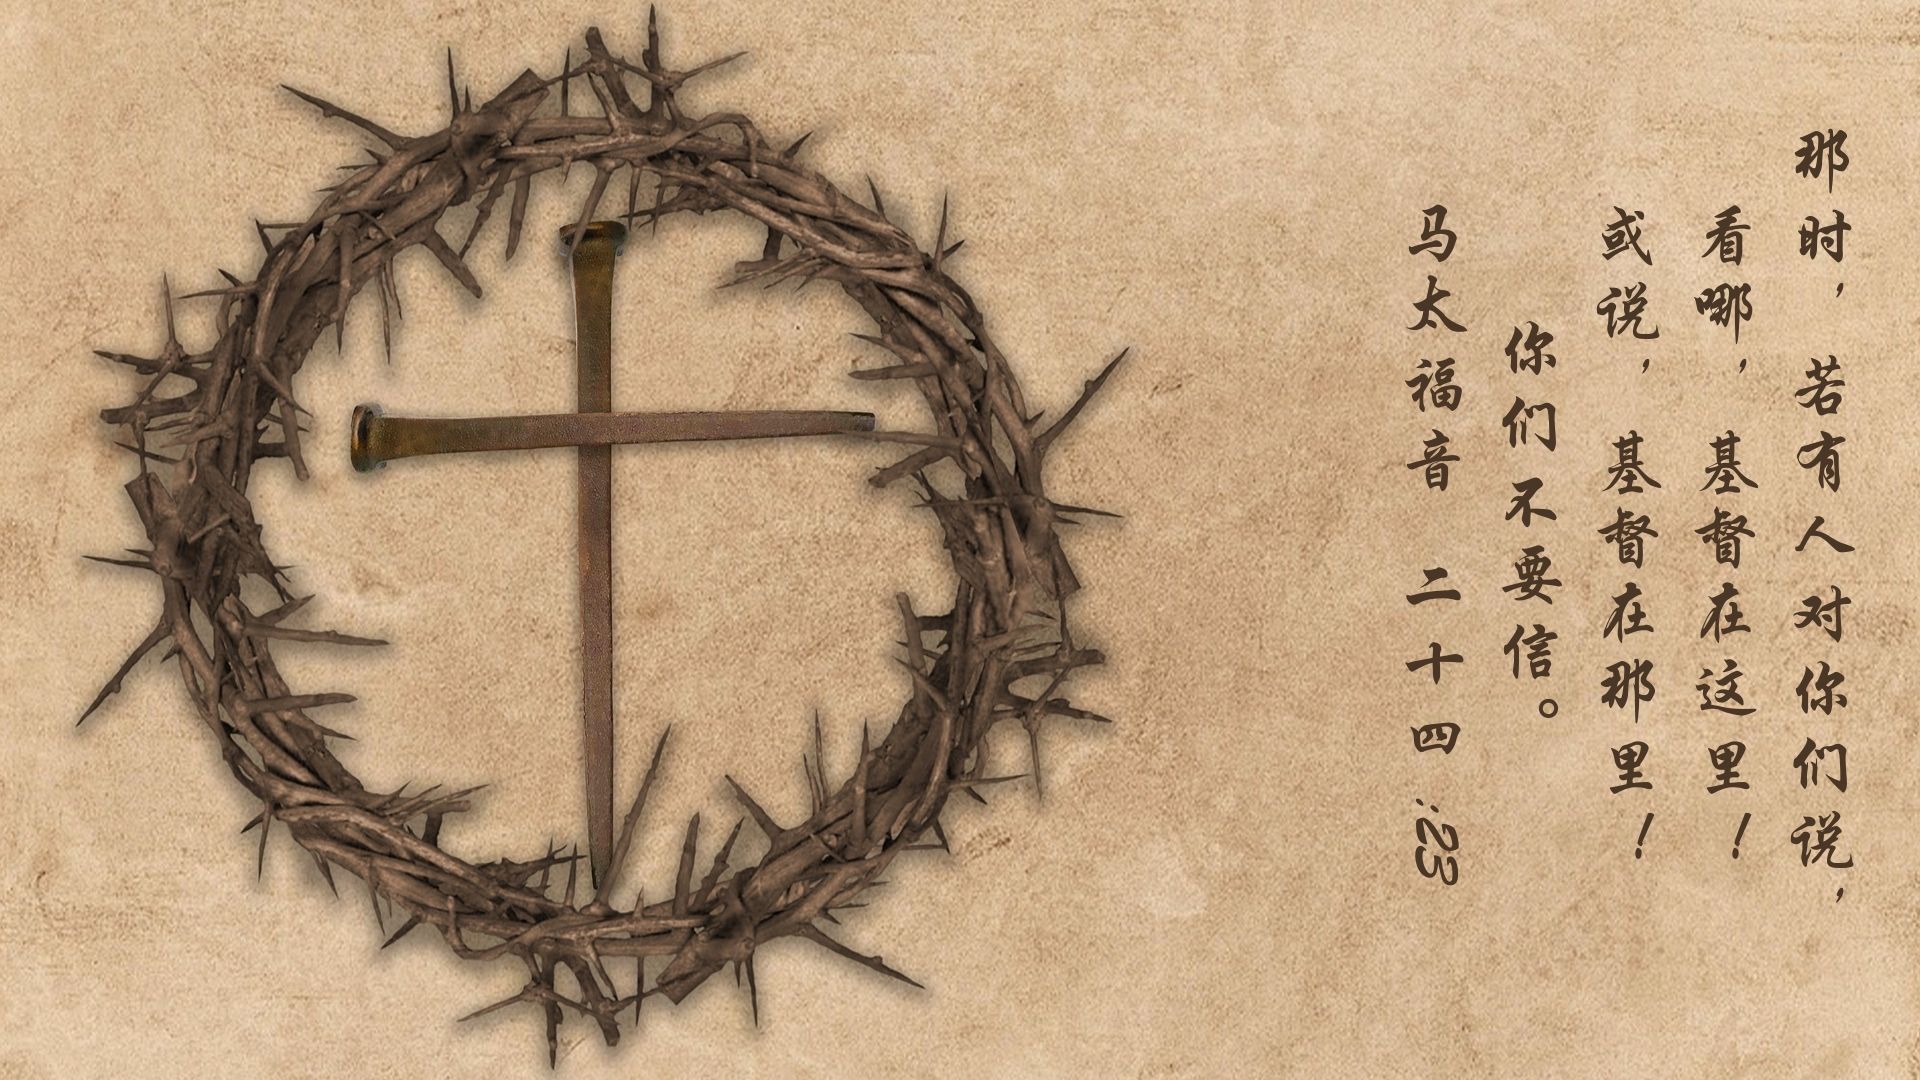 那时，若有人对你们说，
看哪，基督在这里！
或说，基督在那里！
你们不要信。
马太福音 二十四:23